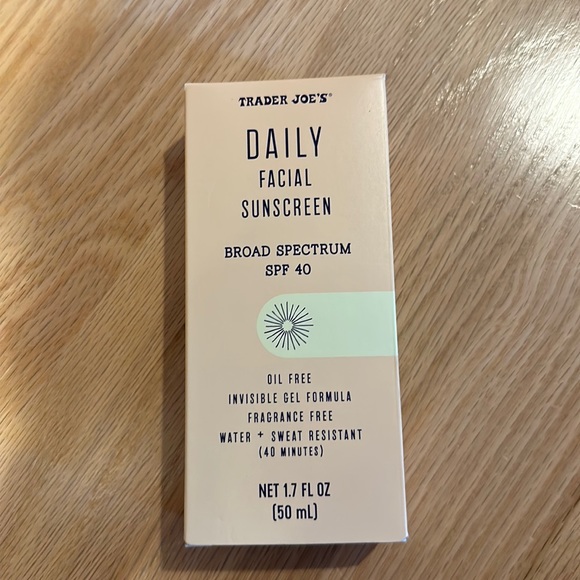 TRADER JOE'S®
DAILY
FACIAL
SUNSCREEN
BROAD SPECTRUM
SPF 40
OIL FREE
INVISIBLE GEL FORMULA
FRAGRANCE FREE
WATER + SWEAT RESISTANT
(40 MINUTES)
NET 1.7 FL OZ
(50 mL)